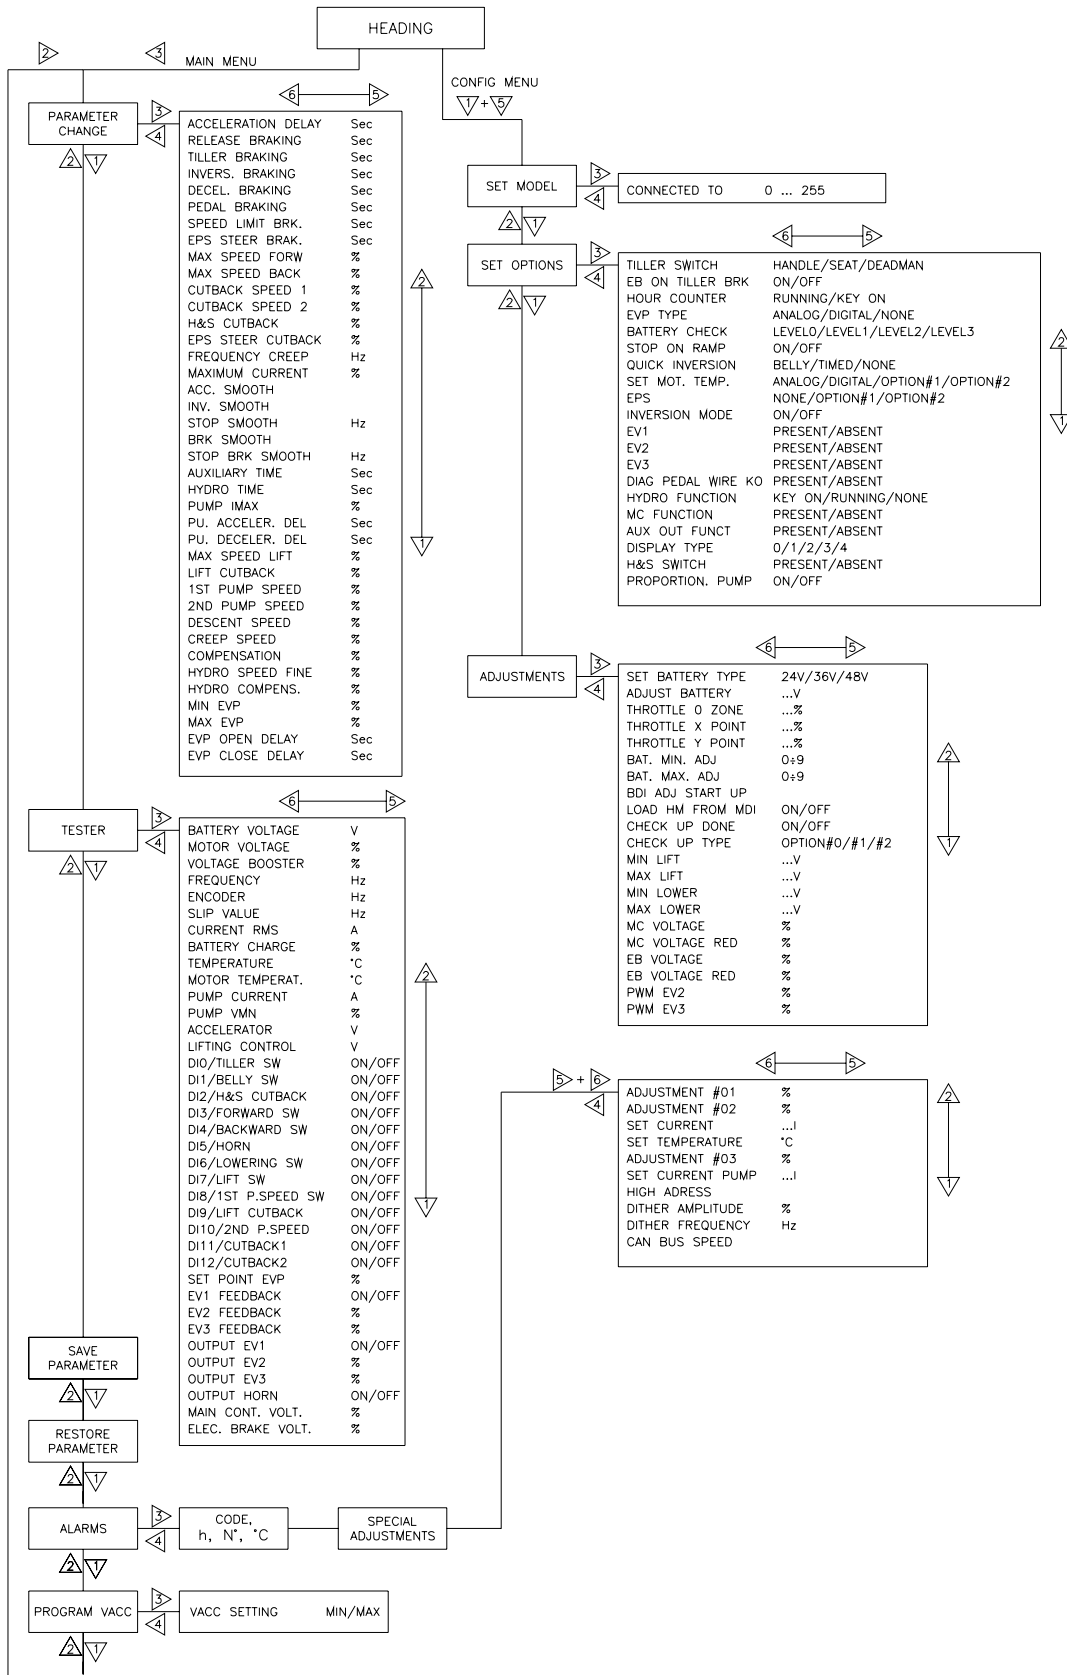 HEADING
2
3
MAIN MENU
CONFIG MENU
1 + 5
6 5
PARAMETER
CHANGE
3
4
2 1
ACCELERATION DELAY Sec
RELEASE BRAKING Sec
TILLER BRAKING Sec
INVERS. BRAKING Sec
DECEL. BRAKING Sec
PEDAL BRAKING Sec
SPEED LIMIT BRK. Sec
EPS STEER BRAK. Sec
MAX SPEED FORW %
MAX SPEED BACK %
CUTBACK SPEED 1 %
CUTBACK SPEED 2 %
H&S CUTBACK %
EPS STEER CUTBACK %
FREQUENCY CREEP Hz
MAXIMUM CURRENT %
ACC. SMOOTH
INV. SMOOTH
STOP SMOOTH Hz
BRK SMOOTH
STOP BRK SMOOTH Hz
AUXILIARY TIME Sec
HYDRO TIME Sec
PUMP IMAX %
PU. ACCELER. DEL Sec
PU. DECELER. DEL Sec
MAX SPEED LIFT %
LIFT CUTBACK %
1ST PUMP SPEED %
2ND PUMP SPEED %
DESCENT SPEED %
CREEP SPEED %
COMPENSATION %
HYDRO SPEED FINE %
HYDRO COMPENS. %
MIN EVP %
MAX EVP %
EVP OPEN DELAY Sec
EVP CLOSE DELAY Sec
2
1
SET MODEL
3
4
CONNECTED TO 0 ... 255
2 1
6 5
SET OPTIONS
3
4
2 1
TILLER SWITCH HANDLE/SEAT/DEADMAN
EB ON TILLER BRK ON/OFF
HOUR COUNTER RUNNING/KEY ON
EVP TYPE ANALOG/DIGITAL/NONE
BATTERY CHECK LEVEL0/LEVEL1/LEVEL2/LEVEL3
STOP ON RAMP ON/OFF
QUICK INVERSION BELLY/TIMED/NONE
SET MOT. TEMP. ANALOG/DIGITAL/OPTION#1/OPTION#2
EPS NONE/OPTION#1/OPTION#2
INVERSION MODE ON/OFF
EV1 PRESENT/ABSENT
EV2 PRESENT/ABSENT
EV3 PRESENT/ABSENT
DIAG PEDAL WIRE KO PRESENT/ABSENT
HYDRO FUNCTION KEY ON/RUNNING/NONE
MC FUNCTION PRESENT/ABSENT
AUX OUT FUNCT PRESENT/ABSENT
DISPLAY TYPE 0/1/2/3/4
H&S SWITCH PRESENT/ABSENT
PROPORTION. PUMP ON/OFF
2
1
6 5
ADJUSTMENTS
3
4
SET BATTERY TYPE 24V/36V/48V
ADJUST BATTERY ...V
THROTTLE 0 ZONE ...%
THROTTLE X POINT ...%
THROTTLE Y POINT ...%
BAT. MIN. ADJ 0÷9
BAT. MAX. ADJ 0÷9
BDI ADJ START UP
LOAD HM FROM MDI ON/OFF
CHECK UP DONE ON/OFF
CHECK UP TYPE OPTION#0/#1/#2
MIN LIFT ...V
MAX LIFT ...V
MIN LOWER ...V
MAX LOWER ...V
MC VOLTAGE %
MC VOLTAGE RED %
EB VOLTAGE %
EB VOLTAGE RED %
PWM EV2 %
PWM EV3 %
2
1
6 5
TESTER
3
4
2 1
BATTERY VOLTAGE V
MOTOR VOLTAGE %
VOLTAGE BOOSTER %
FREQUENCY Hz
ENCODER Hz
SLIP VALUE Hz
CURRENT RMS A
BATTERY CHARGE %
TEMPERATURE °C
MOTOR TEMPERAT. °C
PUMP CURRENT A
PUMP VMN %
ACCELERATOR V
LIFTING CONTROL V
DI0/TILLER SW ON/OFF
DI1/BELLY SW ON/OFF
DI2/H&S CUTBACK ON/OFF
DI3/FORWARD SW ON/OFF
DI4/BACKWARD SW ON/OFF
DI5/HORN ON/OFF
DI6/LOWERING SW ON/OFF
DI7/LIFT SW ON/OFF
DI8/1ST P.SPEED SW ON/OFF
DI9/LIFT CUTBACK ON/OFF
DI10/2ND P.SPEED ON/OFF
DI11/CUTBACK1 ON/OFF
DI12/CUTBACK2 ON/OFF
SET POINT EVP %
EV1 FEEDBACK ON/OFF
EV2 FEEDBACK %
EV3 FEEDBACK %
OUTPUT EV1 ON/OFF
OUTPUT EV2 %
OUTPUT EV3 %
OUTPUT HORN ON/OFF
MAIN CONT. VOLT. %
ELEC. BRAKE VOLT. %
2
1
6 5
5 + 6
4
ADJUSTMENT #01 %
ADJUSTMENT #02 %
SET CURRENT ...I
SET TEMPERATURE °C
ADJUSTMENT #03 %
SET CURRENT PUMP ...I
HIGH ADRESS
DITHER AMPLITUDE %
DITHER FREQUENCY Hz
CAN BUS SPEED
2
1
SAVE
PARAMETER
2 1
RESTORE
PARAMETER
2 1
ALARMS
3
4
CODE,
h, N°, °C
SPECIAL
ADJUSTMENTS
2 1
PROGRAM VACC
3
4
VACC SETTING MIN/MAX
2 1